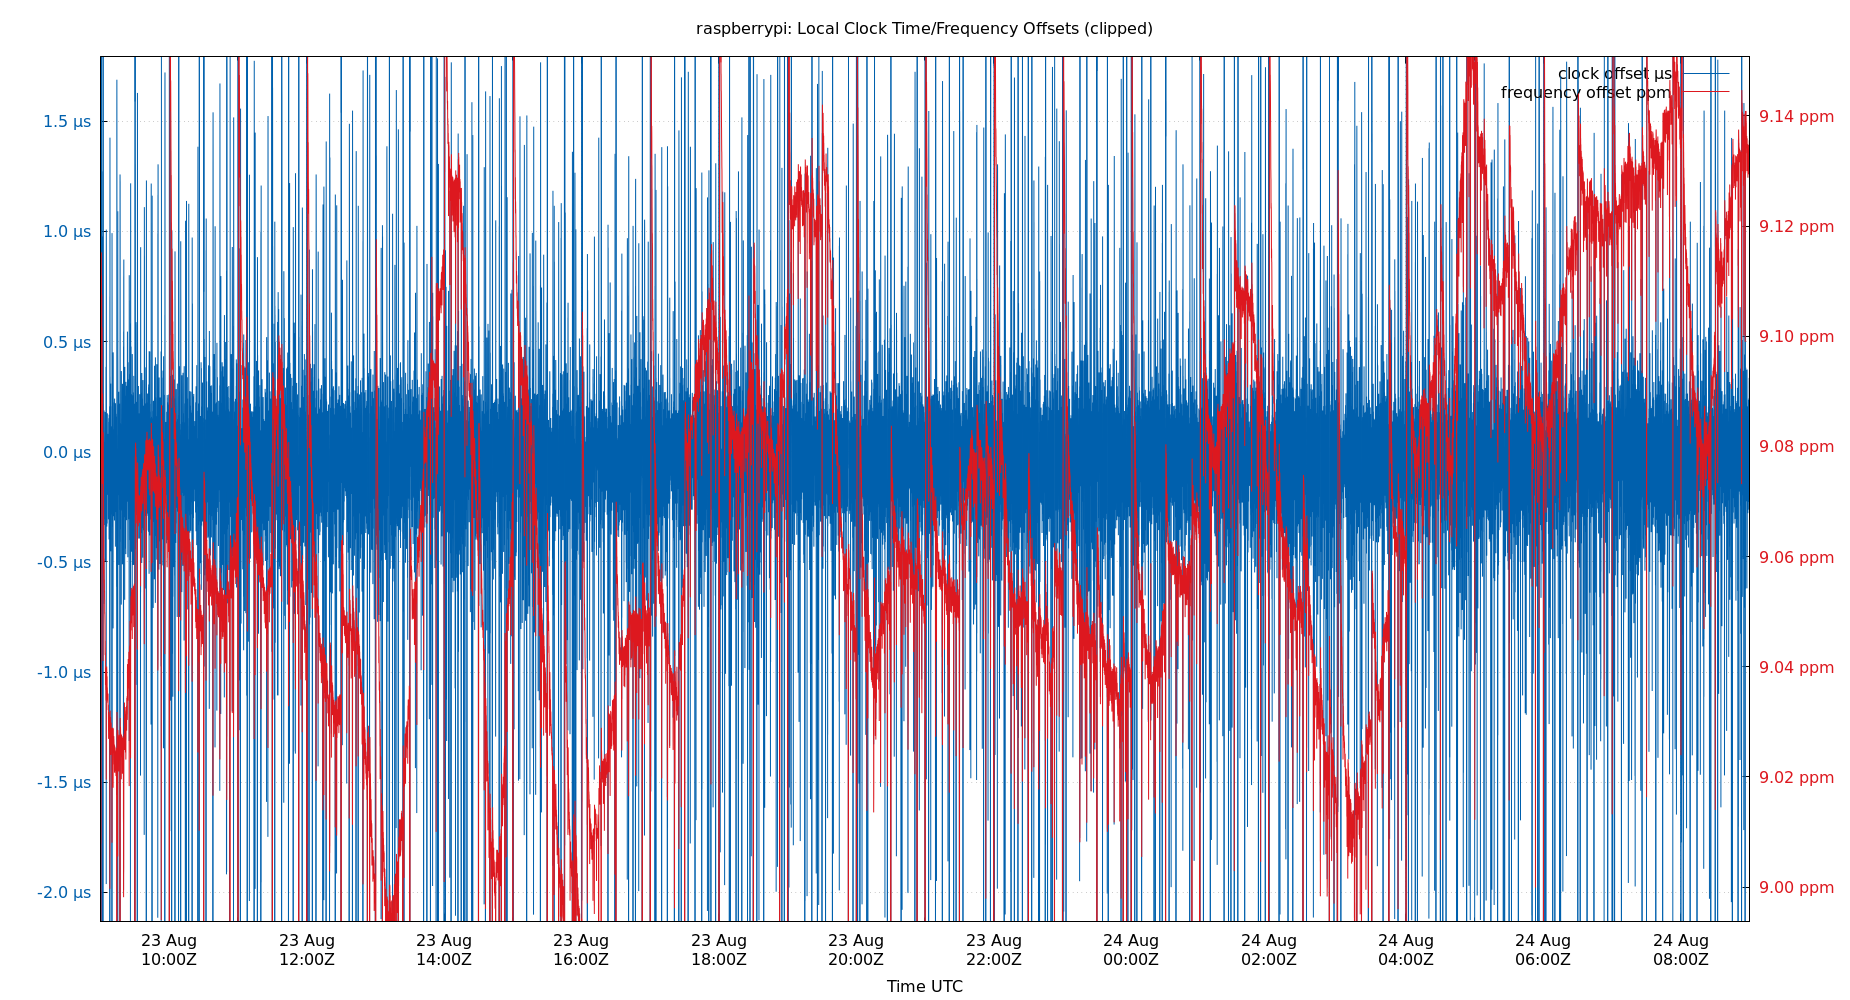 raspberrypi: Local Clock Time/Frequency Offsets (clipped)
clock offset µs
frequency offset ppm
1.5 µs
1.0 µs
0.5 µs
0.0 µs
-0.5 µs
-1.0 µs
-1.5 µs
-2.0 µs
9.14 ppm
9.12 ppm
9.10 ppm
9.08 ppm
9.06 ppm
9.04 ppm
9.02 ppm
9.00 ppm
23 Aug 23 Aug 23 Aug 23 Aug 23 Aug 23 Aug 23 Aug 24 Aug 24 Aug 24 Aug 24 Aug 24 Aug
10:00Z 12:00Z 14:00Z 16:00Z 18:00Z 20:00Z 22:00Z 00:00Z 02:00Z 04:00Z 06:00Z 08:00Z
Time UTC